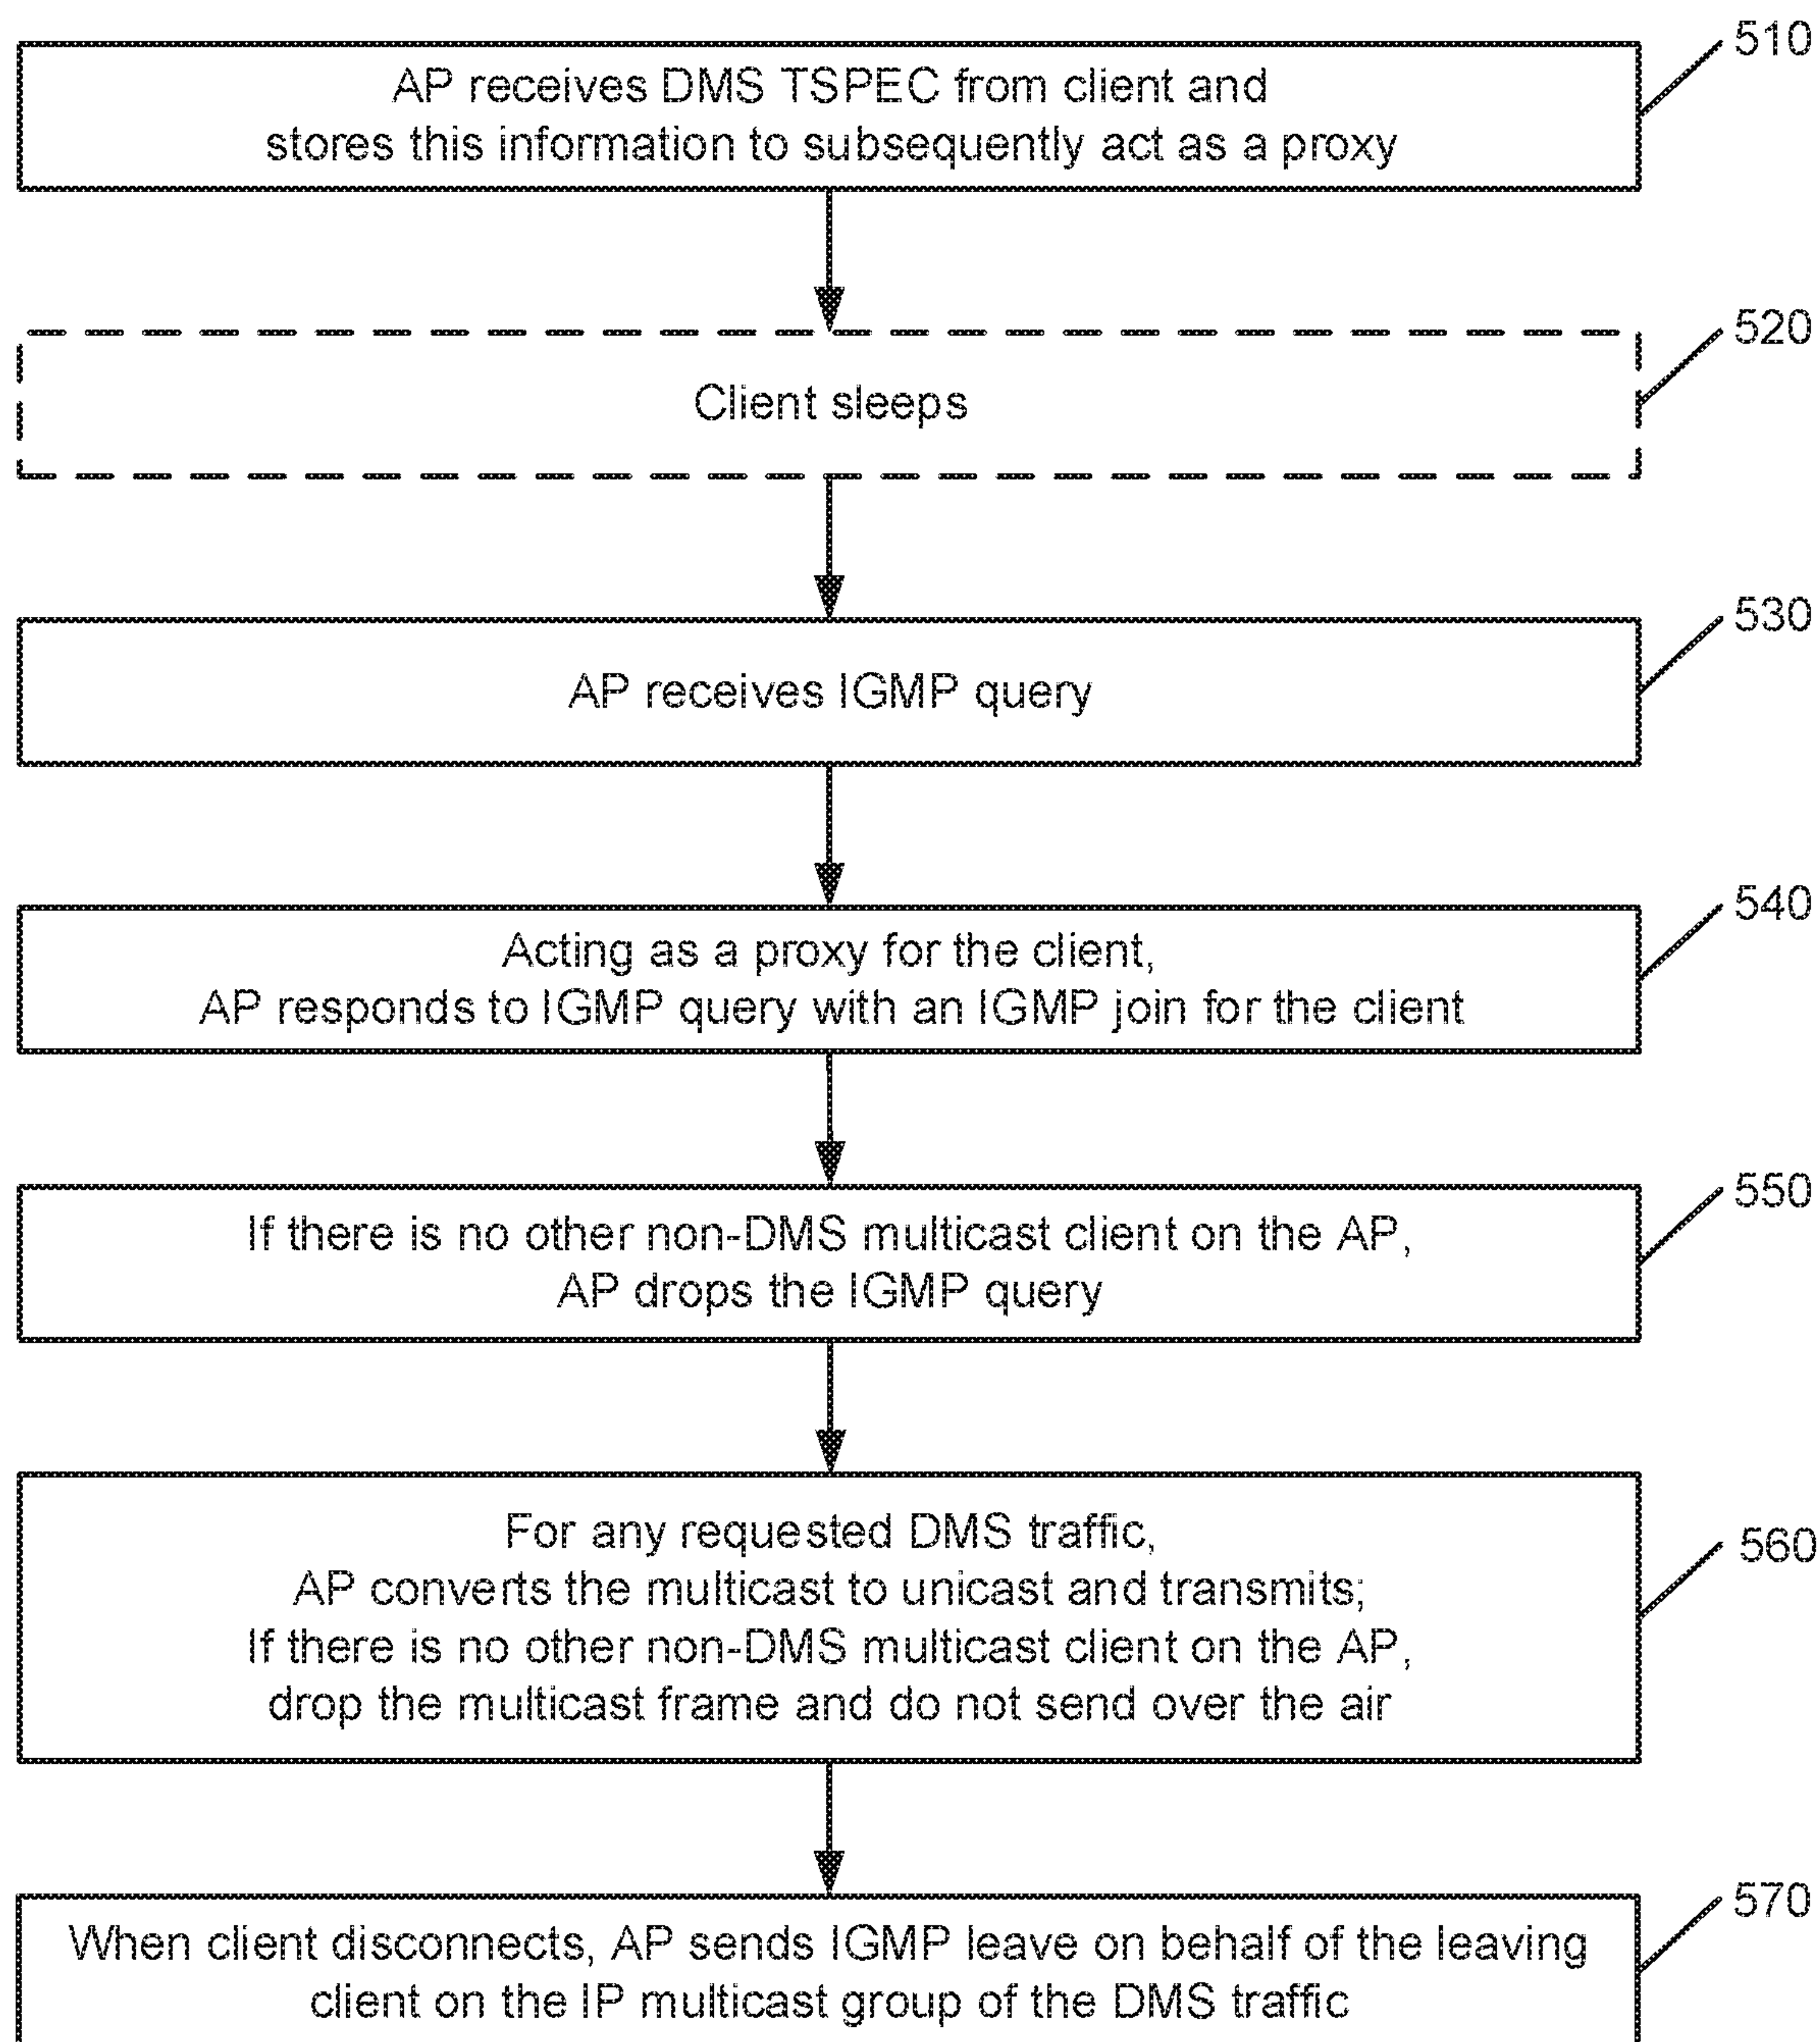 510
AP receives DMS TSPEC from client and
stores this information to subsequently act as a proxy
520
Client sleeps
530
AP receives IGMP query
540
Acting as a proxy for the client,
AP responds to IGMP query with an IGMP join for the client
550
If there is no other non-DMS multicast client on the AP,
AP drops the IGMP query
560
For any requested DMS traffic,
AP converts the multicast to unicast and transmits;
If there is no other non-DMS multicast client on the AP,
drop the multicast frame and do not send over the air
570
When client disconnects, AP sends IGMP leave on behalf of the leaving
client on the IP multicast group of the DMS traffic